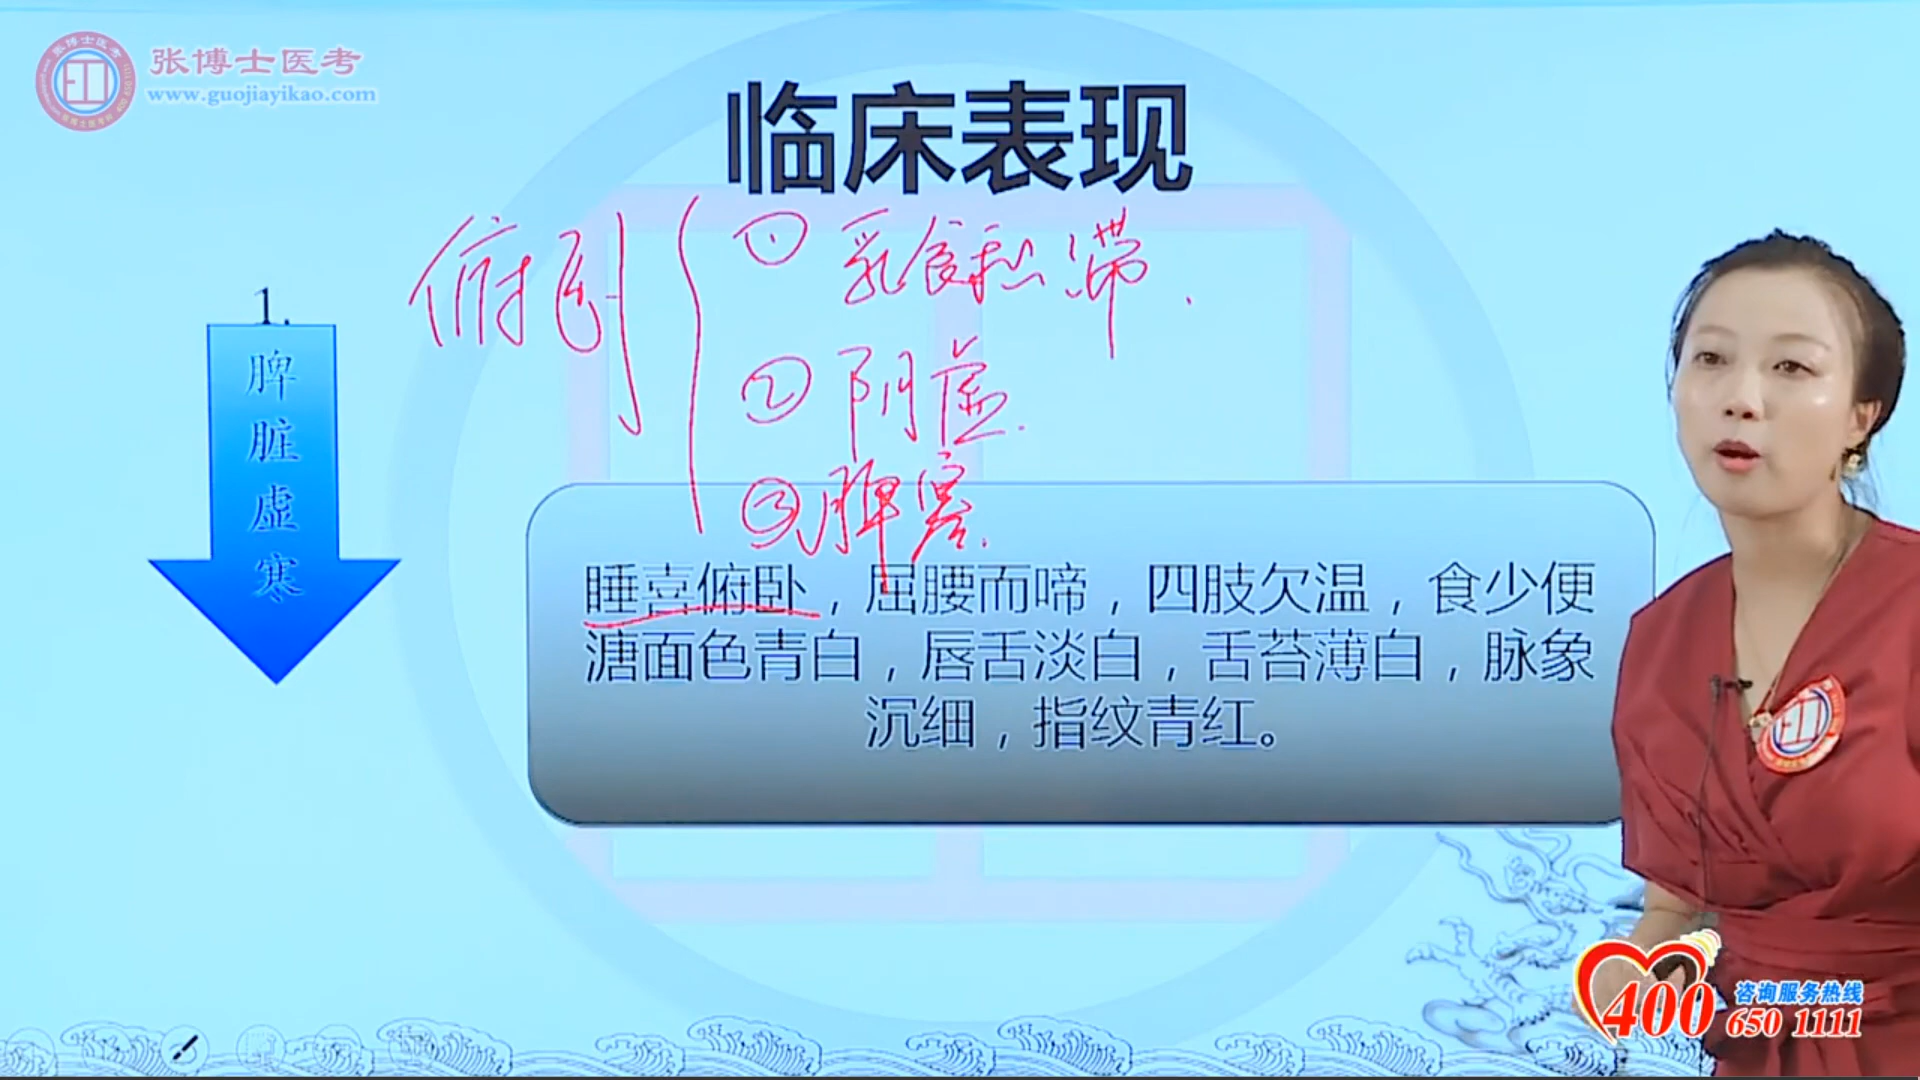 张博士医考
www.guojiayikao.com
临床表现
俯卧
① 乳食积滞.
② 阴虚.
③ 脾寒.
1.
脾
脏
虚
寒
睡喜俯卧，屈腰而啼，四肢欠温，食少便
溏面色青白，唇舌淡白，舌苔薄白，脉象
沉细，指纹青红。
咨询服务热线
400 650 1111